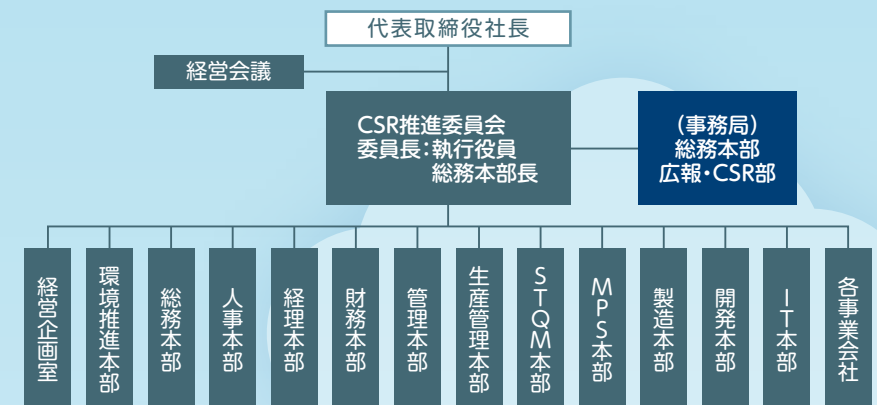 代表取締役社長
経営会議
CSR推進委員会
委員長：執行役員
総務本部長
（事務局）
総務本部
広報・CSR部
経営企画室
環境推進本部
総務本部
人事本部
経理本部
財務本部
管理本部
生産管理本部
STQM本部
MPS本部
製造本部
開発本部
IT本部
各事業会社